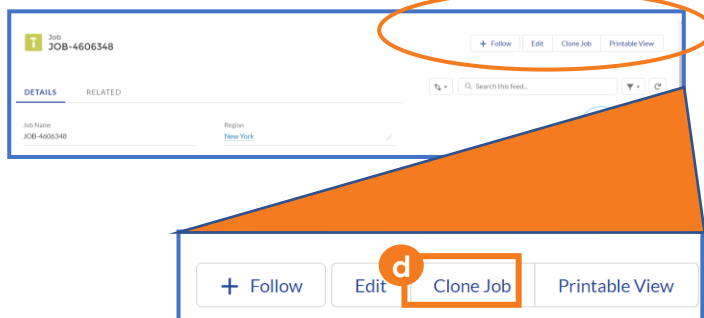 Job
JOB-4606348
+ Follow Edit Clone Job Printable View
DETAILS RELATED
Search this feed...
Job Name Region
JOB-4606348 New York
d
+ Follow Edit Clone Job Printable View